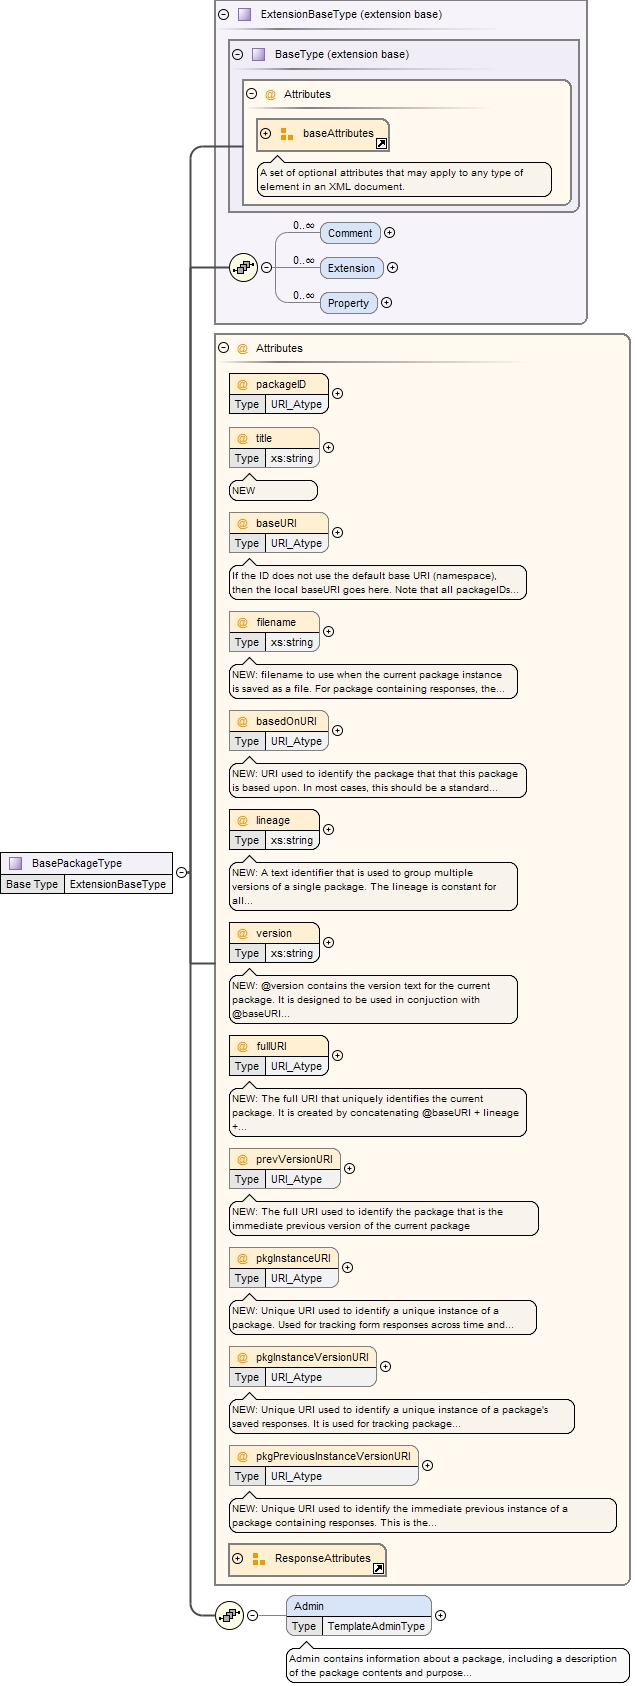 ExtensionBaseType (extension base)
BaseType (extension base)
@ Attributes
baseAttributes
A set of optional attributes that may apply to any type of
element in an XML document.
0..∞
Comment
0..∞
Extension
0..∞
Property
@ Attributes
@ packageID
Type URI_Atype
@ title
Type xs:string
NEW
@ baseURI
Type URI_Atype
If the ID does not use the default base URI (namespace),
then the local baseURI goes here. Note that all packageIDs...
@ filename
Type xs:string
NEW: filename to use when the current package instance
is saved as a file. For package containing responses, the...
@ basedOnURI
Type URI_Atype
NEW: URI used to identify the package that that this package
is based upon. In most cases, this should be a standard...
@ lineage
Type xs:string
NEW: A text identifier that is used to group multiple
versions of a single package. The lineage is constant for
all...
BasePackageType
Base Type ExtensionBaseType
@ version
Type xs:string
NEW: @version contains the version text for the current
package. It is designed to be used in conjuction with
@baseURI...
@ fullURI
Type URI_Atype
NEW: The full URI that uniquely identifies the current
package. It is created by concatenating @baseURI + lineage
+...
@ prevVersionURI
Type URI_Atype
NEW: The full URI used to identify the package that is the
immediate previous version of the current package
@ pkgInstanceURI
Type URI_Atype
NEW: Unique URI used to identify a unique instance of a
package. Used for tracking form responses across time and...
@ pkgInstanceVersionURI
Type URI_Atype
NEW: Unique URI used to identify a unique instance of a package's
saved responses. It is used for tracking package...
@ pkgPreviousInstanceVersionURI
Type URI_Atype
NEW: Unique URI used to identify the immediate previous instance of a
package containing responses. This is the...
ResponseAttributes
Admin
Type TemplateAdminType
Admin contains information about a package, including a description
of the package contents and purpose...